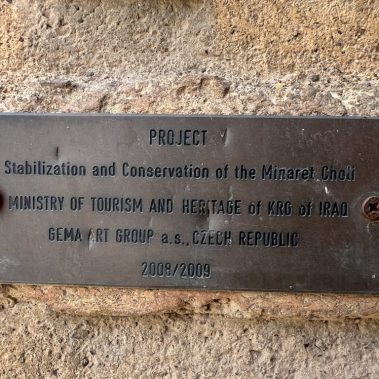 PROJECT
Stabilization and Conservation of the Minaret Choli
MINISTRY OF TOURISM AND HERITAGE of KRG of IRAQ
GEMA ART GROUP a.s., CZECH REPUBLIC
2008/2009